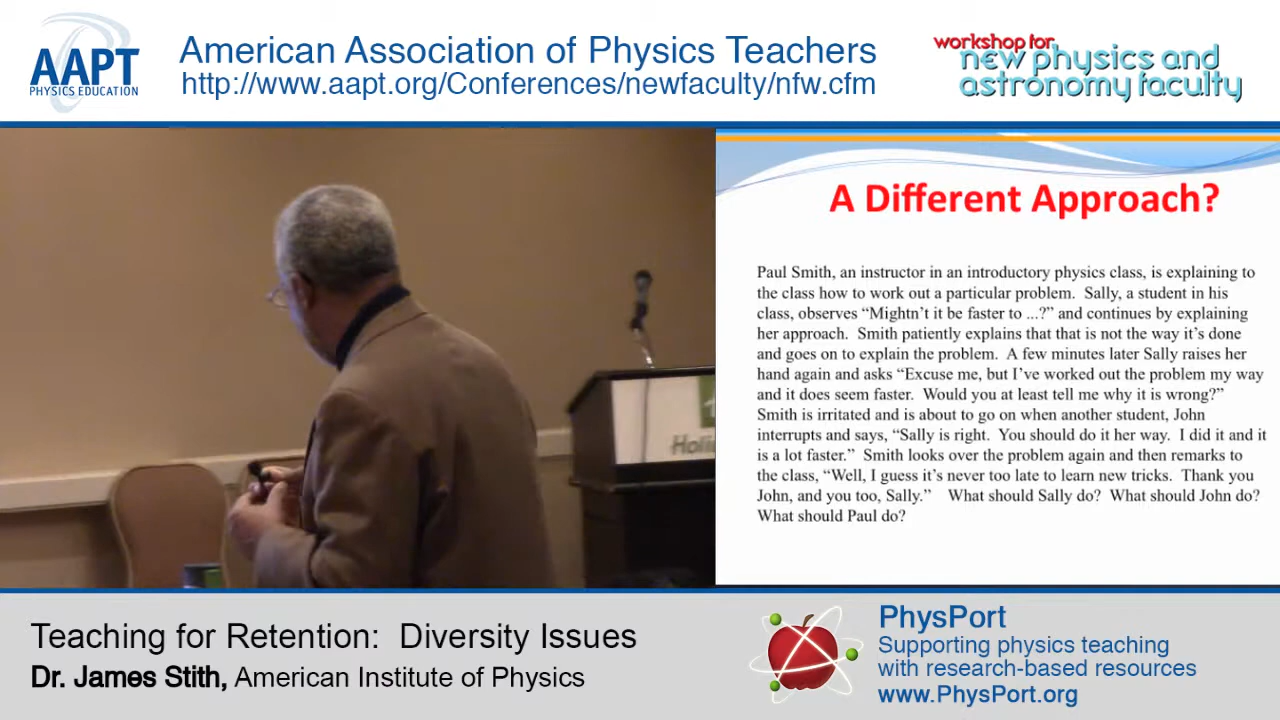 AAPT
PHYSICS EDUCATION
American Association of Physics Teachers
http://www.aapt.org/Conferences/newfaculty/nfw.cfm
workshop for
new physics and
astronomy faculty
A Different Approach?
Paul Smith, an instructor in an introductory physics class, is explaining to
the class how to work out a particular problem.  Sally, a student in his
class, observes “Mightn’t it be faster to ...?” and continues by explaining
her approach.  Smith patiently explains that that is not the way it’s done
and goes on to explain the problem.  A few minutes later Sally raises her
hand again and asks “Excuse me, but I’ve worked out the problem my way
and it does seem faster.  Would you at least tell me why it is wrong?”
Smith is irritated and is about to go on when another student, John
interrupts and says, “Sally is right.  You should do it her way.  I did it and it
is a lot faster.”  Smith looks over the problem again and then remarks to
the class, “Well, I guess it’s never too late to learn new tricks.  Thank you
John, and you too, Sally.”    What should Sally do?  What should John do?
What should Paul do?
Teaching for Retention:  Diversity Issues
Dr. James Stith, American Institute of Physics
PhysPort
Supporting physics teaching
with research-based resources
www.PhysPort.org